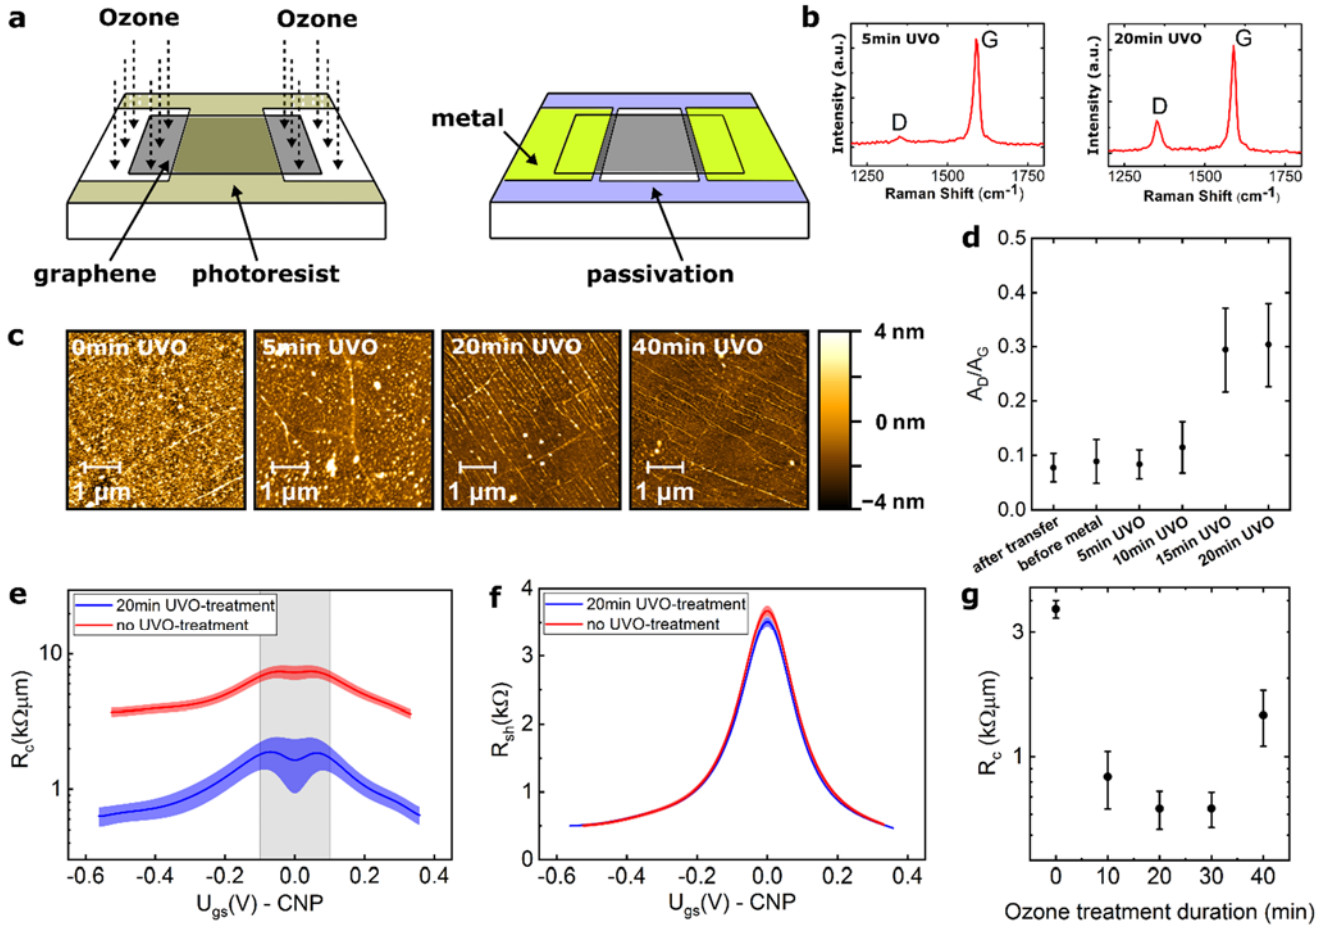 a
Ozone
Ozone
metal
graphene
photoresist
passivation
b
5min UVO
G
D
Intensity (a.u.)
1250
1500
1750
Raman Shift (cm-1)
20min UVO
G
D
Intensity (a.u.)
1250
1500
1750
Raman Shift (cm-1)
c
0min UVO
1 µm
5min UVO
1 µm
20min UVO
1 µm
40min UVO
1 µm
4 nm
0 nm
−4 nm
d
0.5
0.4
0.3
0.2
0.1
0.0
AD/AG
after transfer
before metal
5min UVO
10min UVO
15min UVO
20min UVO
e
20min UVO-treatment
no UVO-treatment
10
1
Rc(kΩµm)
-0.6
-0.4
-0.2
0.0
0.2
0.4
Ugs(V) - CNP
f
20min UVO-treatment
no UVO-treatment
4
3
2
1
0
Rsh(kΩ)
-0.6
-0.4
-0.2
0.0
0.2
0.4
Ugs(V) - CNP
g
3
1
Rc (kΩµm)
0
10
20
30
40
Ozone treatment duration (min)